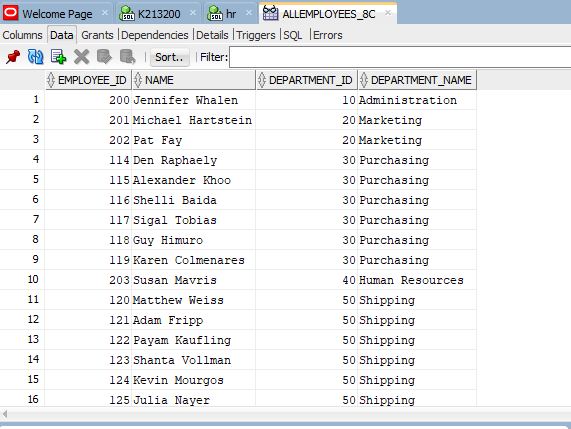 Welcome Page K213200 hr ALLEMPLOYEES_8C
Columns Data Grants Dependencies Details Triggers SQL Errors
Sort.. Filter:
EMPLOYEE_ID NAME DEPARTMENT_ID DEPARTMENT_NAME
1 200 Jennifer Whalen 10 Administration
2 201 Michael Hartstein 20 Marketing
3 202 Pat Fay 20 Marketing
4 114 Den Raphaely 30 Purchasing
5 115 Alexander Khoo 30 Purchasing
6 116 Shelli Baida 30 Purchasing
7 117 Sigal Tobias 30 Purchasing
8 118 Guy Himuro 30 Purchasing
9 119 Karen Colmenares 30 Purchasing
10 203 Susan Mavris 40 Human Resources
11 120 Matthew Weiss 50 Shipping
12 121 Adam Fripp 50 Shipping
13 122 Payam Kaufling 50 Shipping
14 123 Shanta Vollman 50 Shipping
15 124 Kevin Mourgos 50 Shipping
16 125 Julia Nayer 50 Shipping